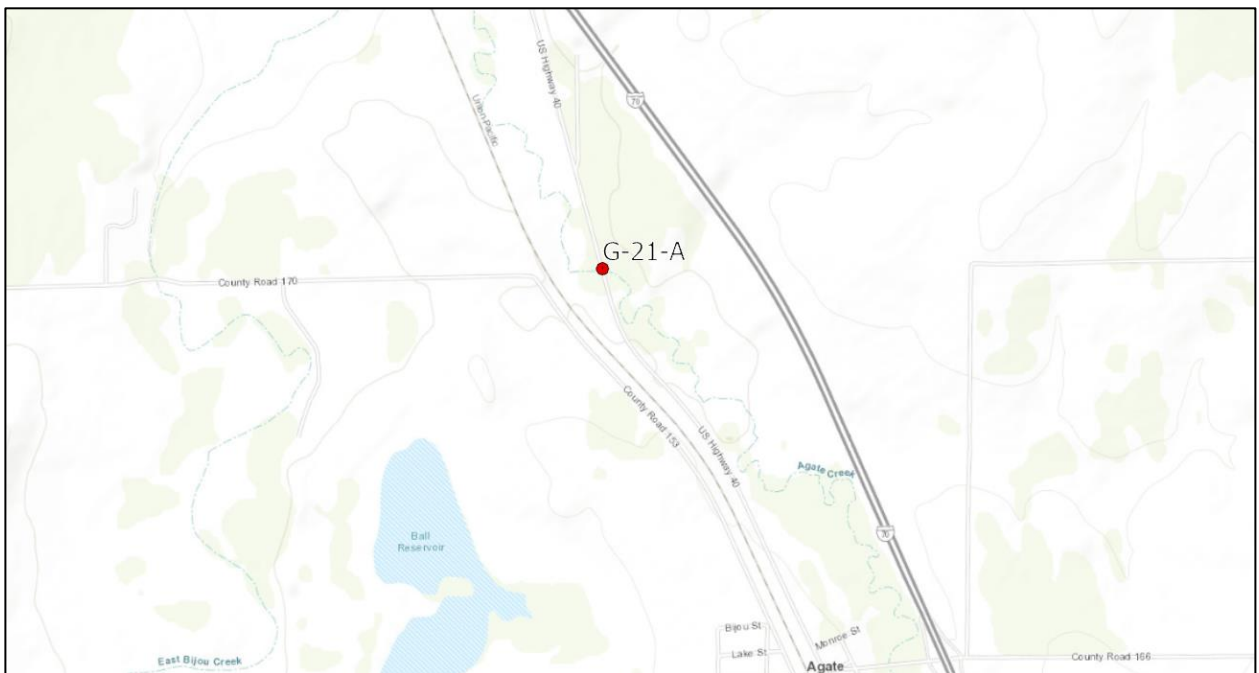 US Highway 40
70
Union Pacific
G-21-A
County Road 170
County Road 153
US Highway 40
Agate Creek
70
Ball
Reservoir
Bijou St
Monroe St
Lake St
County Road 166
East Bijou Creek
Agate